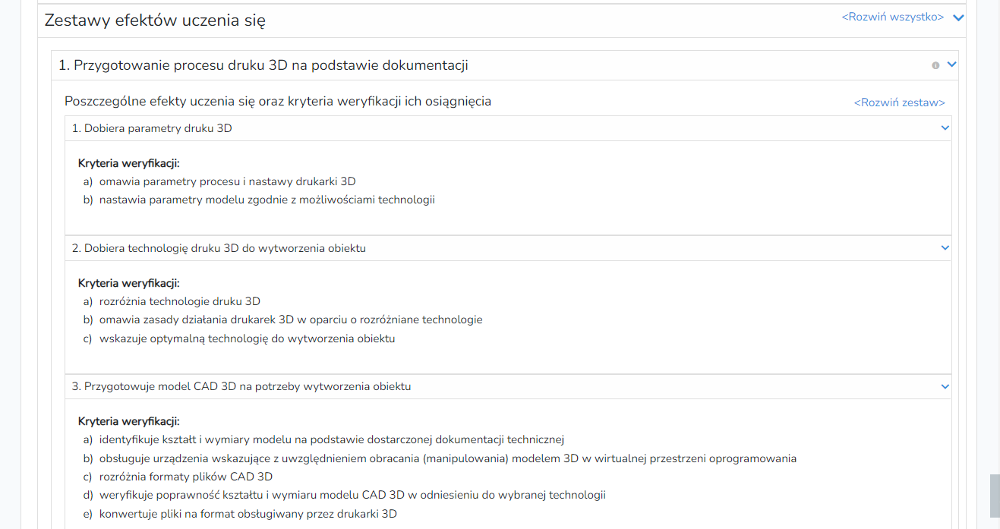 Zestawy efektów uczenia się
<Rozwiń wszystko>
1. Przygotowanie procesu druku 3D na podstawie dokumentacji
Poszczególne efekty uczenia się oraz kryteria weryfikacji ich osiągnięcia
<Rozwiń zestaw>
1. Dobiera parametry druku 3D
Kryteria weryfikacji:
a) omawia parametry procesu i nastawy drukarki 3D
b) nastawia parametry modelu zgodnie z możliwościami technologii
2. Dobiera technologię druku 3D do wytworzenia obiektu
Kryteria weryfikacji:
a) rozróżnia technologie druku 3D
b) omawia zasady działania drukarek 3D w oparciu o rozróżniane technologie
c) wskazuje optymalną technologię do wytworzenia obiektu
3. Przygotowuje model CAD 3D na potrzeby wytworzenia obiektu
Kryteria weryfikacji:
a) identyfikuje kształt i wymiary modelu na podstawie dostarczonej dokumentacji technicznej
b) obsługuje urządzenia wskazujące z uwzględnieniem obracania (manipulowania) modelem 3D w wirtualnej przestrzeni oprogramowania
c) rozróżnia formaty plików CAD 3D
d) weryfikuje poprawność kształtu i wymiaru modelu CAD 3D w odniesieniu do wybranej technologii
e) konwertuje pliki na format obsługiwany przez drukarki 3D